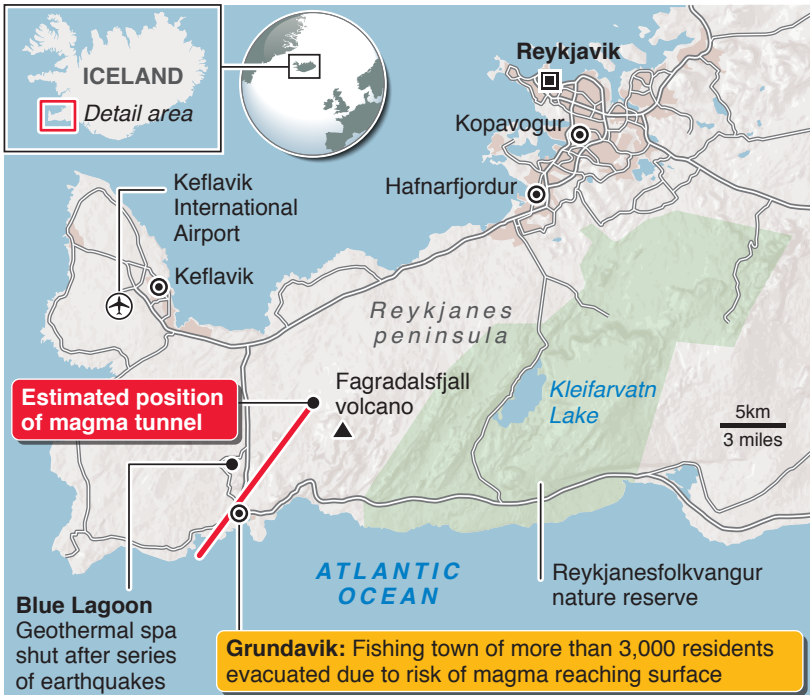 ICELAND
Detail area
Reykjavik
Kopavogur
Hafnarfjordur
Keflavik
International
Airport
Keflavik
Reykjanes
peninsula
Estimated position
of magma tunnel
Fagradalsfjall
volcano
Kleifarvatn
Lake
5km
3 miles
ATLANTIC
OCEAN
Reykjanesfolkvangur
nature reserve
Blue Lagoon
Geothermal spa
shut after series
of earthquakes
Grundavik: Fishing town of more than 3,000 residents
evacuated due to risk of magma reaching surface